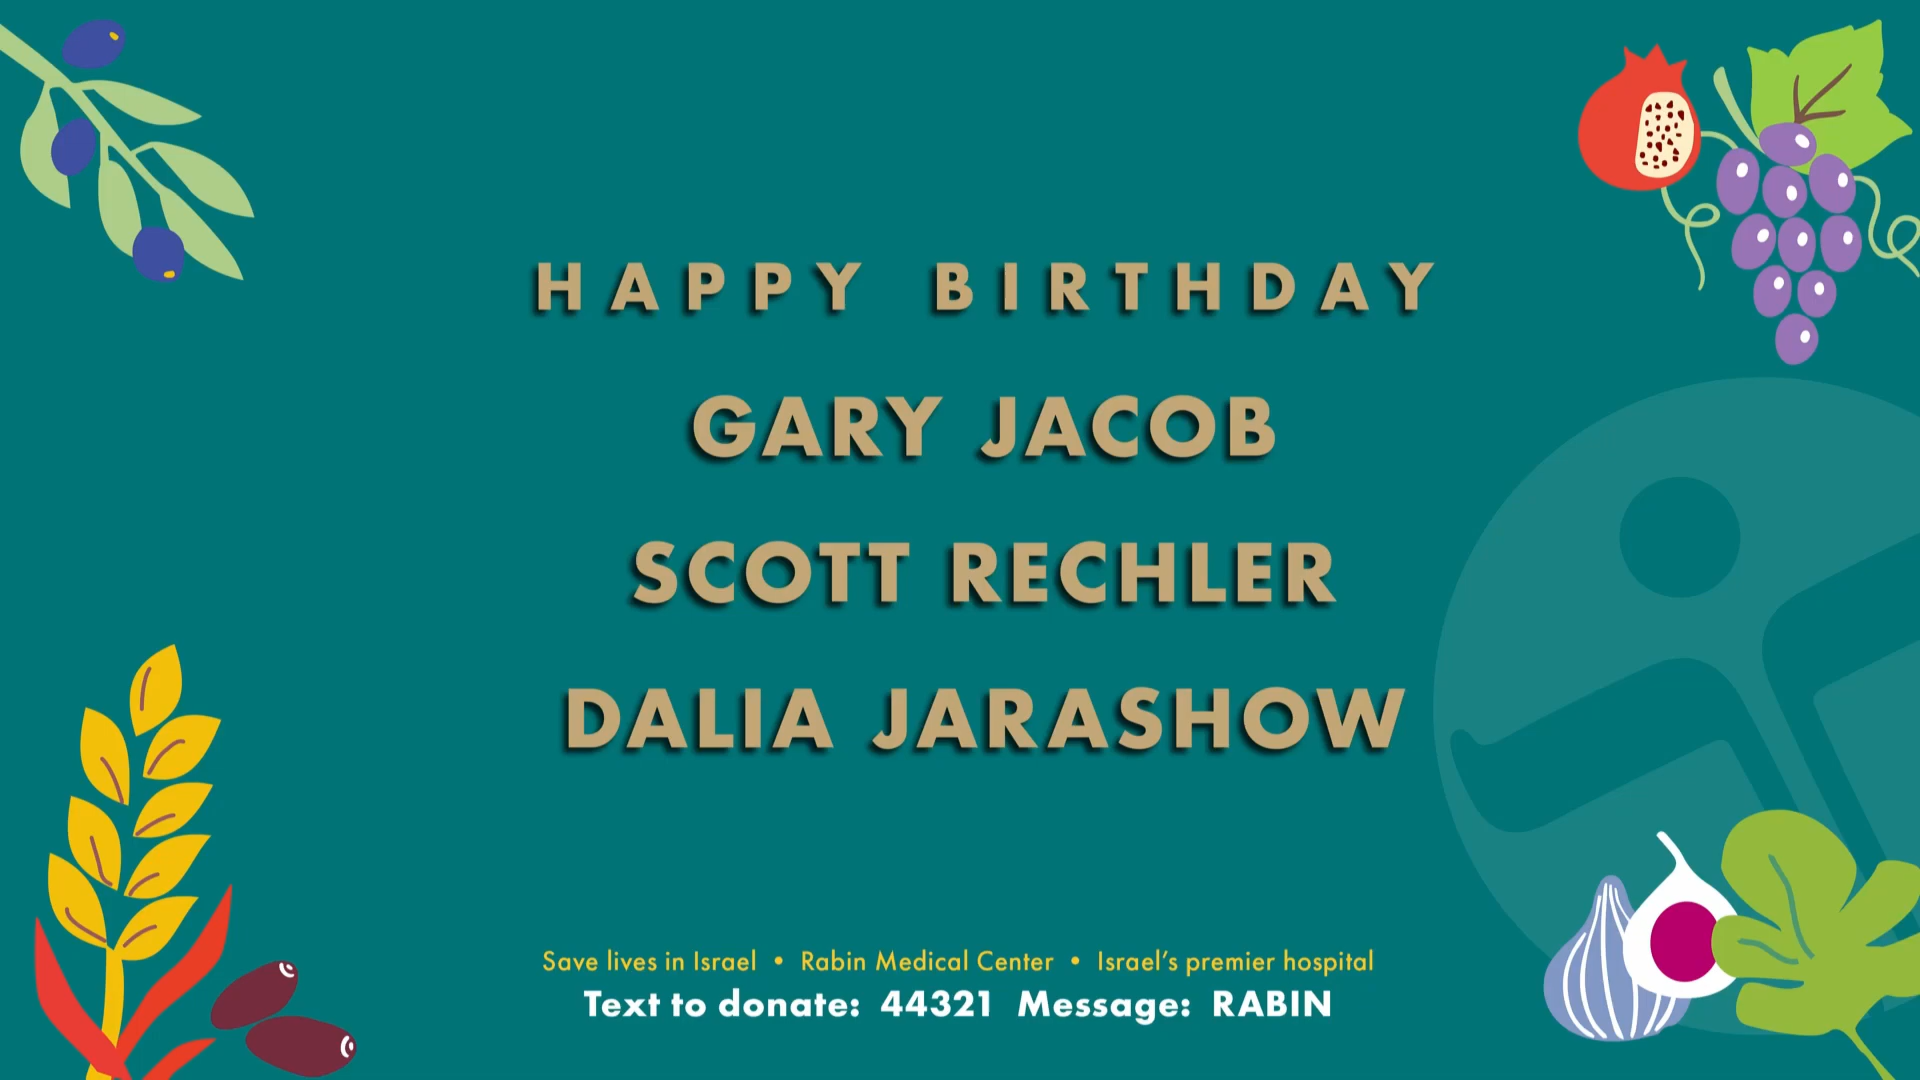 HAPPY BIRTHDAY
GARY JACOB
SCOTT RECHLER
DALIA JARASHOW
Save lives in Israel • Rabin Medical Center • Israel’s premier hospital
Text to donate: 44321 Message: RABIN